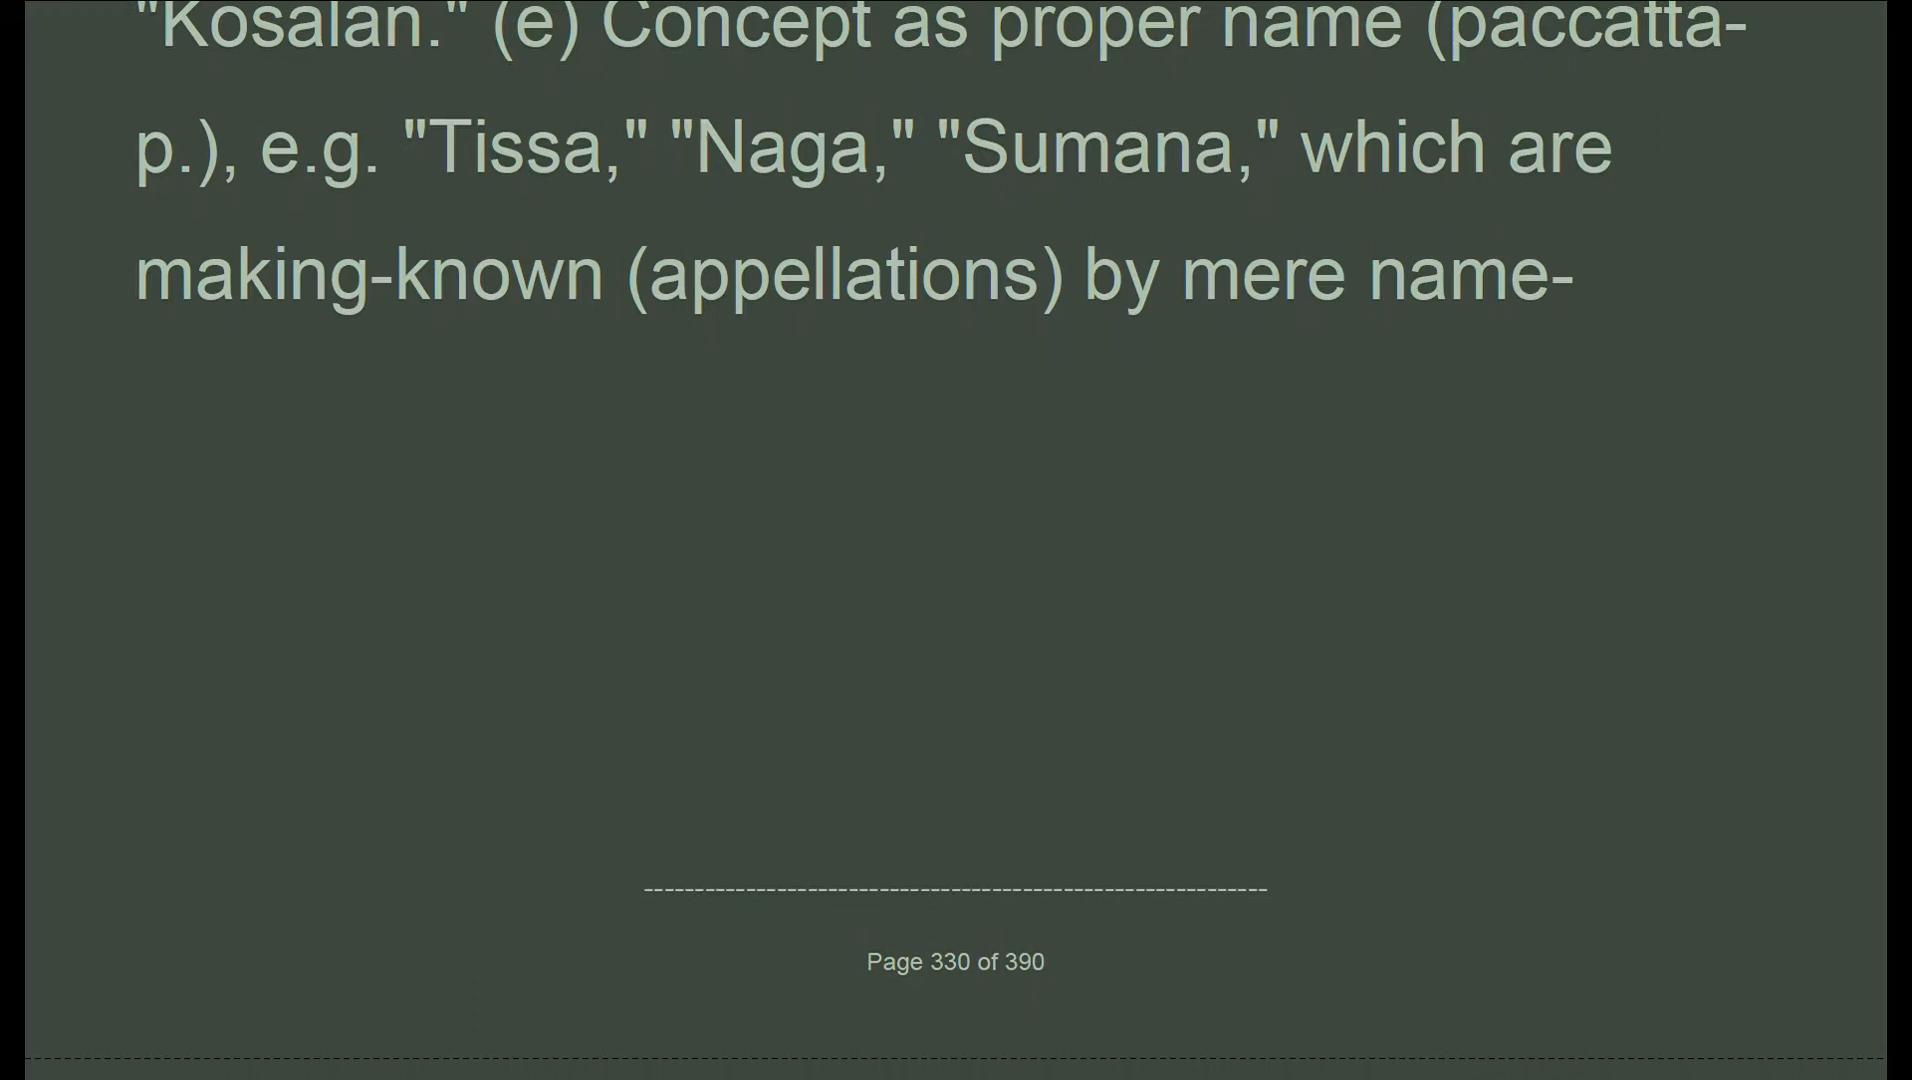 "Kosalan." (e) Concept as proper name (paccatta-
p.), e.g. "Tissa," "Naga," "Sumana," which are
making-known (appellations) by mere name-
--------------------------------------------------------------
Page 330 of 390